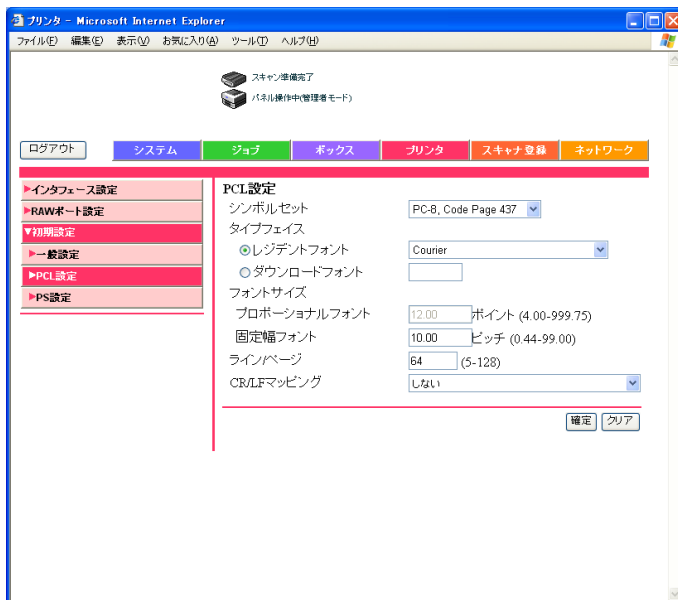 プリンタ - Microsoft Internet Explorer
ファイル(F) 編集(E) 表示(V) お気に入り(A) ツール(T) ヘルプ(H)
スキャン準備完了
パネル操作中(管理者モード)
ログアウト システム ジョブ ボックス プリンタ スキャナ登録 ネットワーク
▶インタフェース設定
▶RAWポート設定
▼初期設定
▶一般設定
▶PCL設定
▶PS設定
PCL設定
シンボルセット PC-8, Code Page 437
タイプフェイス
レジデントフォント Courier
ダウンロードフォント
フォントサイズ
プロポーショナルフォント 12.00 ポイント (4.00-999.75)
固定幅フォント 10.00 ピッチ (0.44-99.00)
ライン/ページ 64 (5-128)
CR/LFマッピング しない
確定 クリア